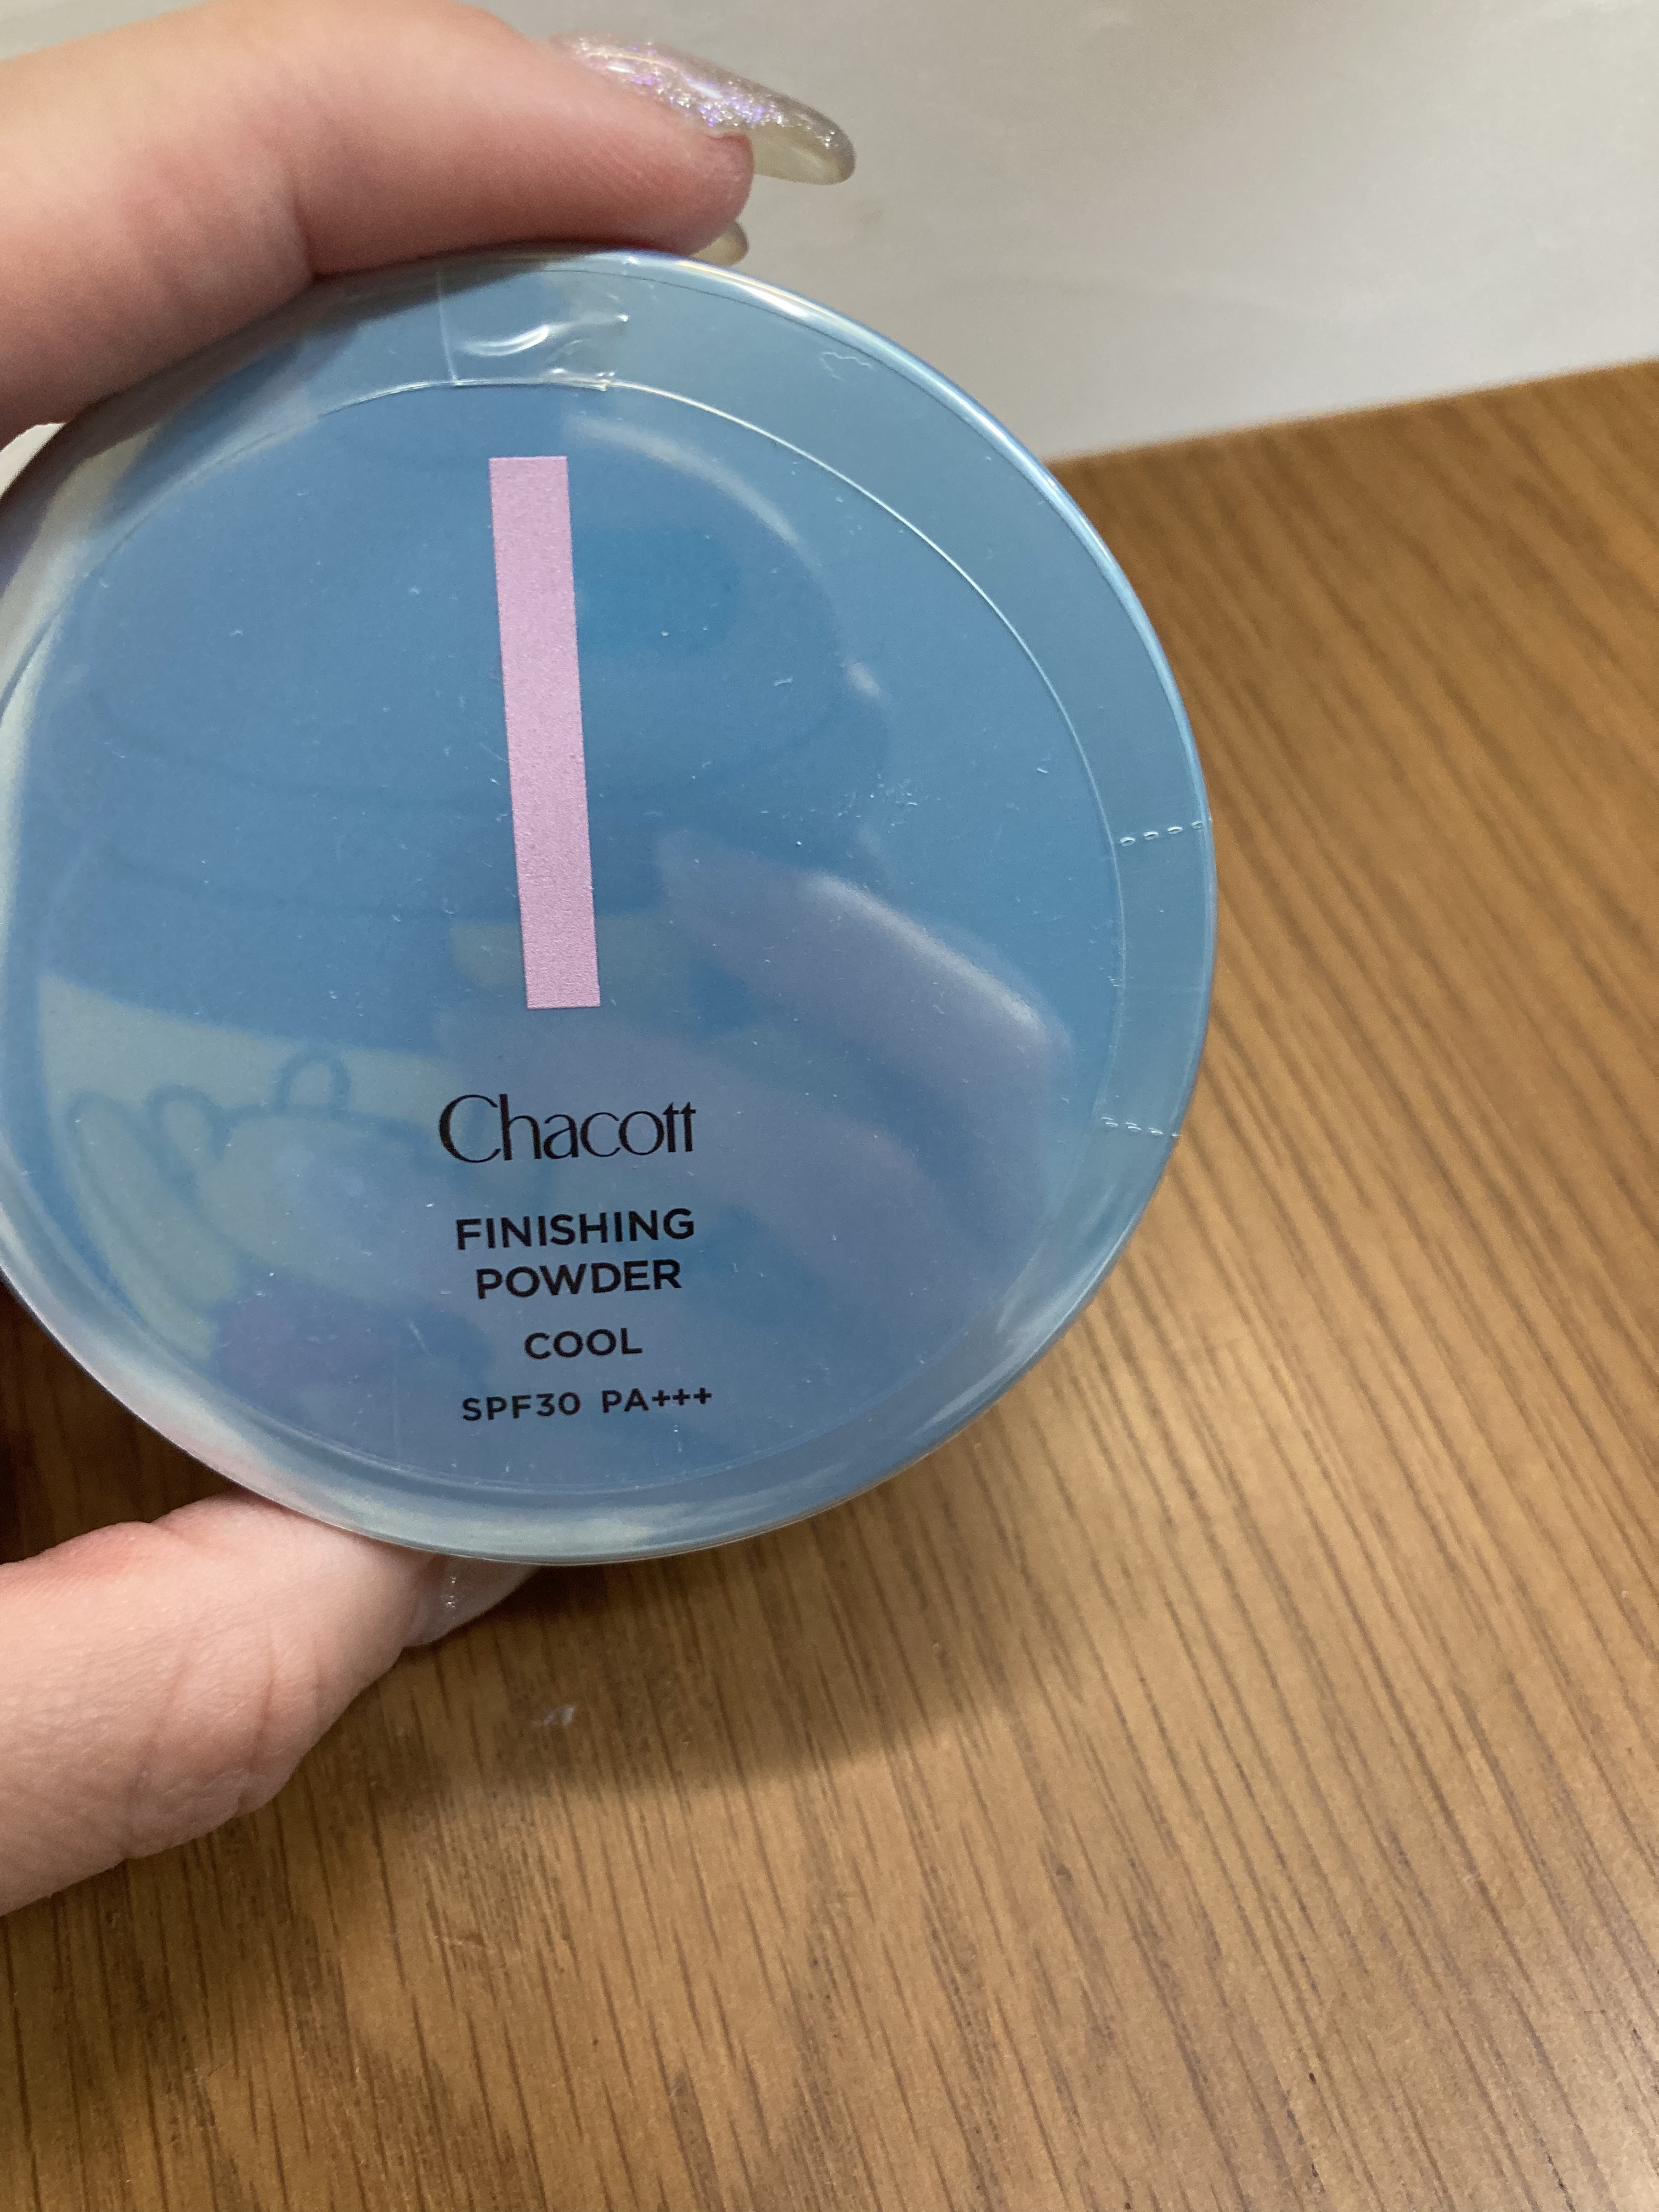 Chacott
FINISHING
POWDER
COOL
SPF30 PA+++